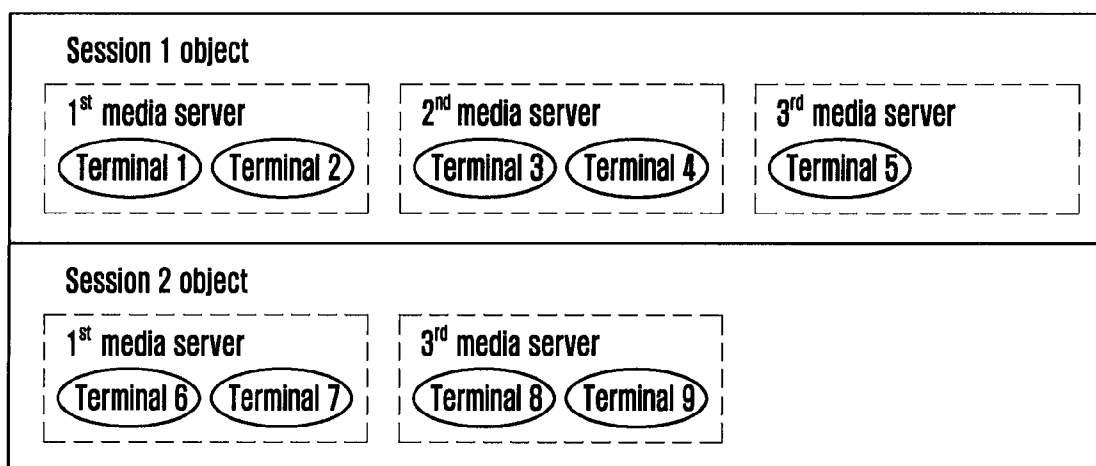 Session 1 object
1st media server
2nd media server
3rd media server
Terminal 1
Terminal 2
Terminal 3
Terminal 4
Terminal 5
Session 2 object
1st media server
3rd media server
Terminal 6
Terminal 7
Terminal 8
Terminal 9